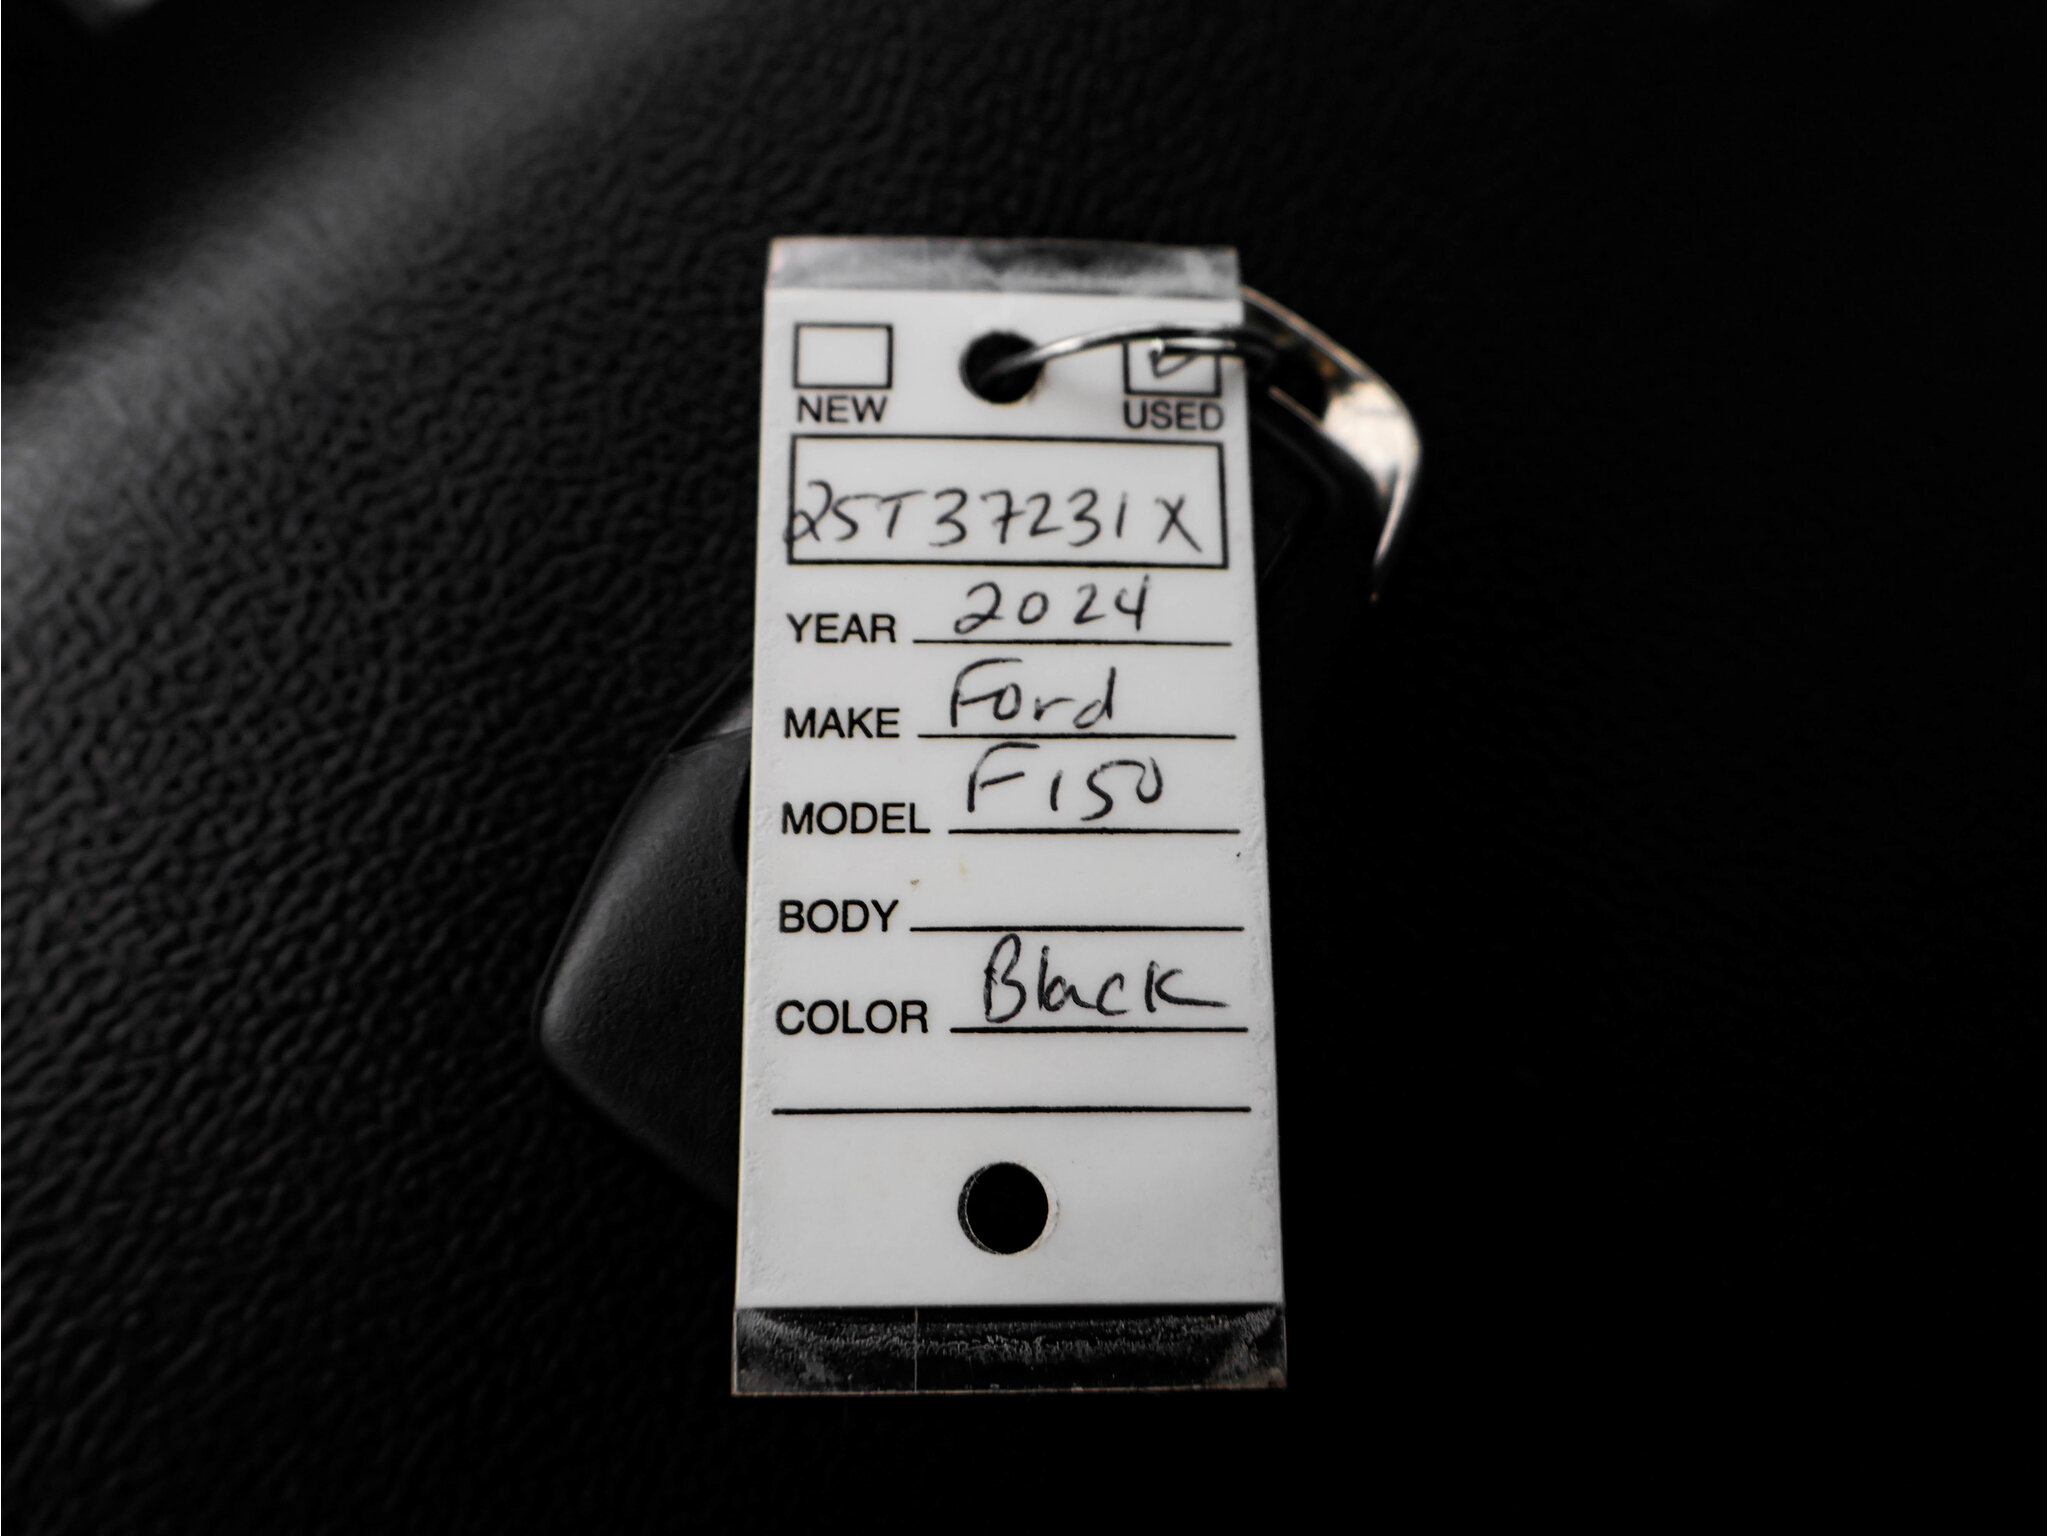 NEW USED
25T37231X
YEAR 2024
MAKE Ford
MODEL F150
BODY
COLOR Black